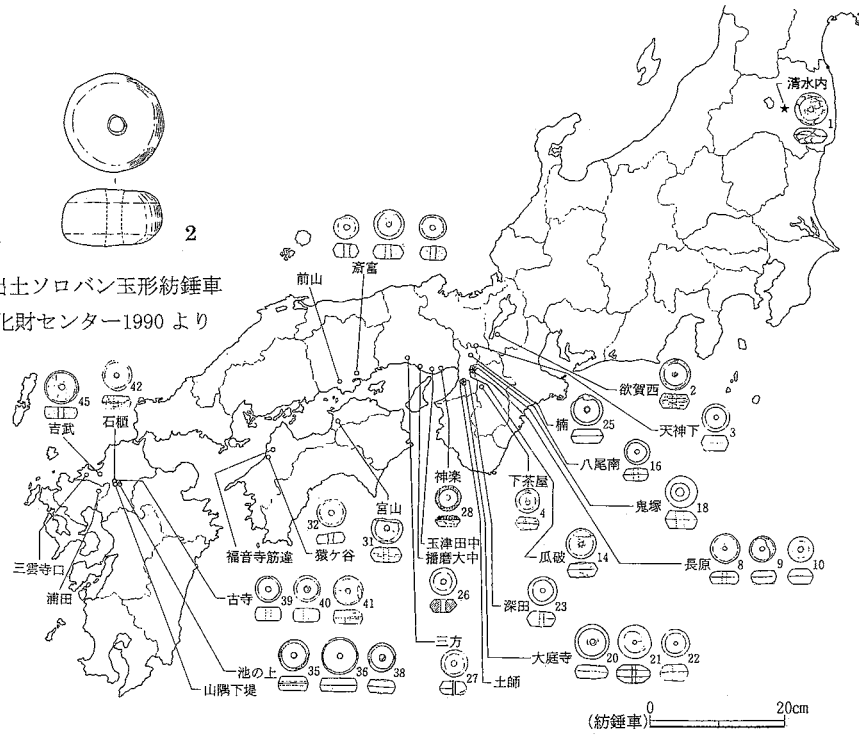 2
出土ソロバン玉形紡錘車
化財センター1990 より
清水内
1
斎富
前山
42
45
石樋
吉武
欲賀西
2
楠
25
天神下
3
八尾南
16
神楽
28
下茶屋
4
鬼塚
18
宮山
31
32
玉津田中
播磨大中
瓜破
14
長原
8
9
10
福音寺筋違
猿ケ谷
三雲寺口
浦田
古寺
39
40
41
26
深田
23
三方
27
大庭寺
20
21
22
池の上
35
36
38
土師
山隅下堤
0 20cm
(紡錘車)